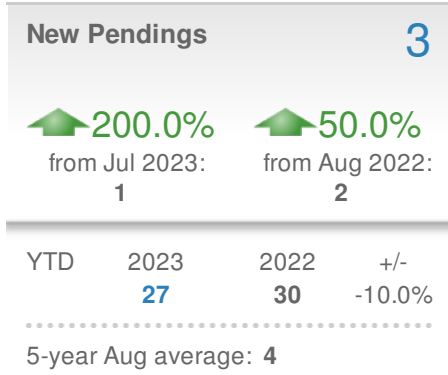 New Pendings 3
200.0% 50.0%
from Jul 2023: from Aug 2022:
1 2
YTD 2023 2022 +/-
27 30 -10.0%
5-year Aug average: 4